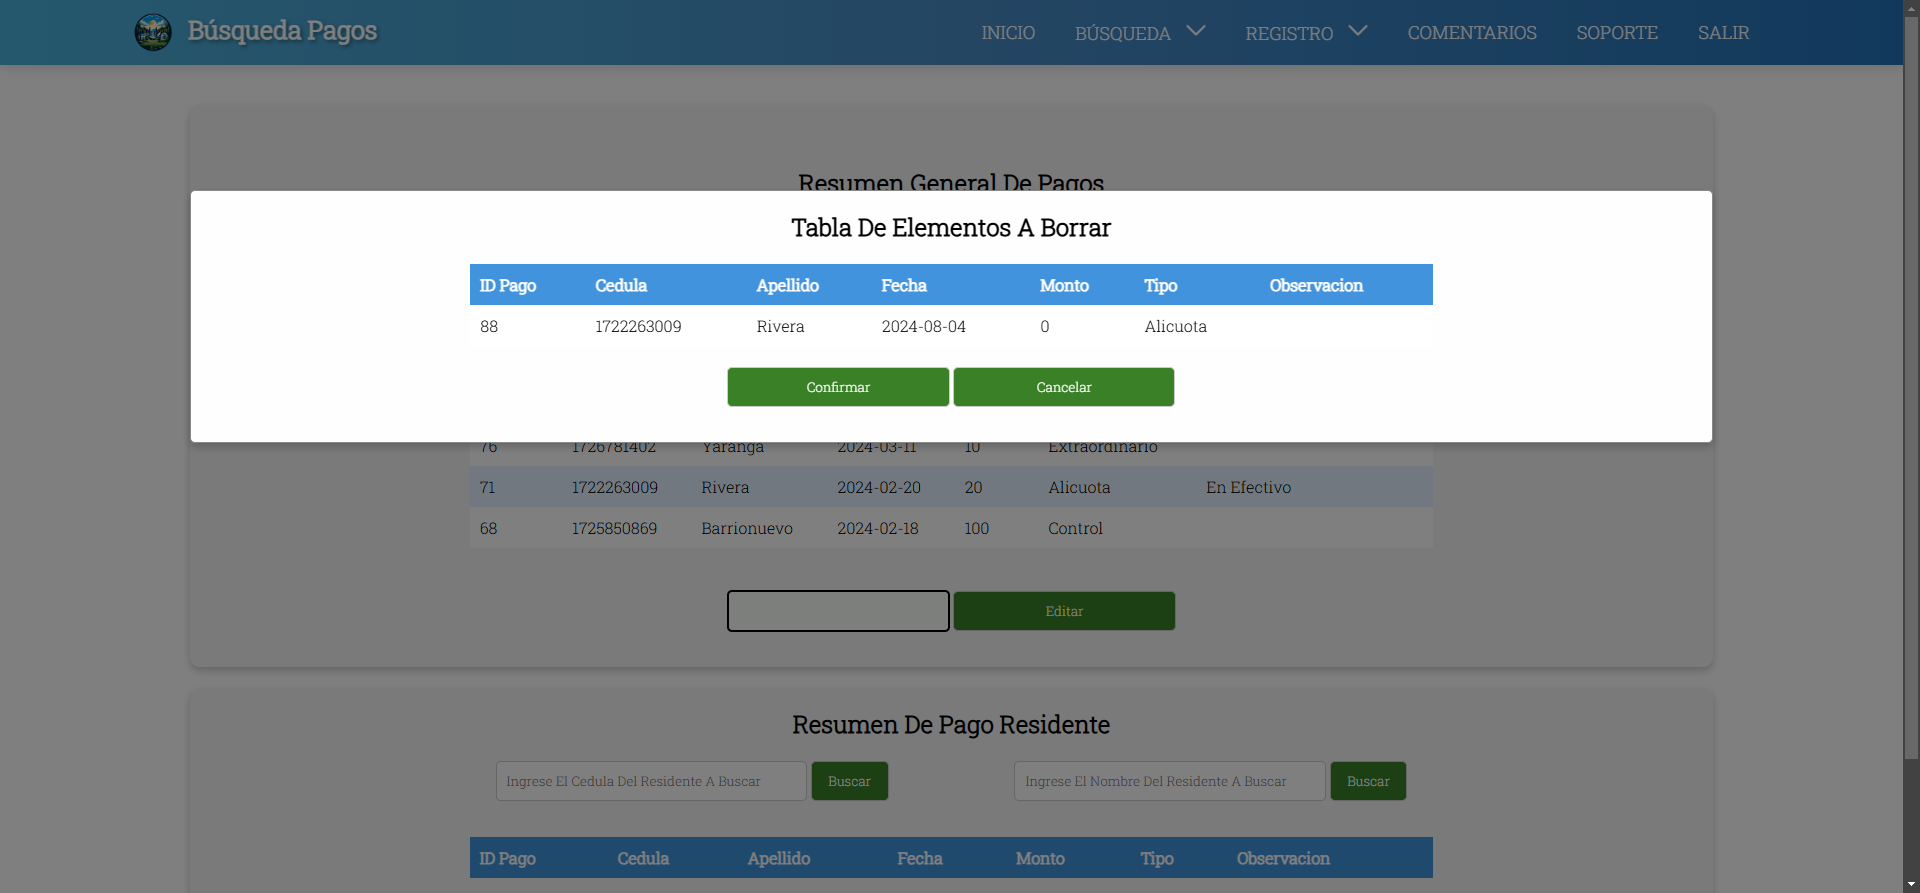 Búsqueda Pagos
INICIO BÚSQUEDA REGISTRO COMENTARIOS SOPORTE SALIR
Resumen General De Pagos
Tabla De Elementos A Borrar
ID Pago Cedula Apellido Fecha Monto Tipo Observacion
88 1722263009 Rivera 2024-08-04 0 Alicuota
Confirmar Cancelar
76 1726781402 Yaranga 2024-03-11 10 Extraordinario
71 1722263009 Rivera 2024-02-20 20 Alicuota En Efectivo
68 1725850869 Barrionuevo 2024-02-18 100 Control
Editar
Resumen De Pago Residente
Ingrese El Cedula Del Residente A Buscar Buscar Ingrese El Nombre Del Residente A Buscar Buscar
ID Pago Cedula Apellido Fecha Monto Tipo Observacion